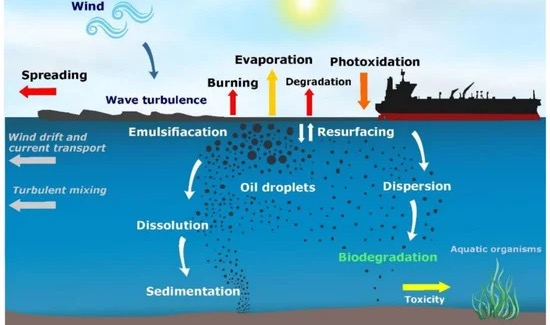 Wind
Evaporation
Photoxidation
Spreading
Burning
Degradation
Wave turbulence
Emulsifiacation
Resurfacing
Wind drift and
current transport
Oil droplets
Dispersion
Turbulent mixing
Dissolution
Biodegradation
Aquatic organisms
Sedimentation
Toxicity